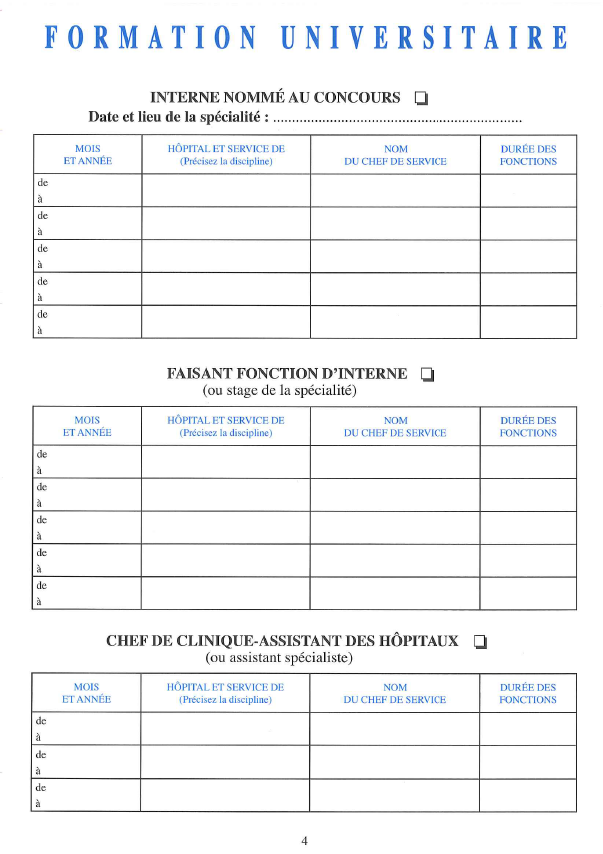 FORMATION UNIVERSITAIRE
INTERNE NOMMÉ AU CONCOURS ❏
Date et lieu de la spécialité : ..................................................................
MOIS
ET ANNÉE
HÔPITAL ET SERVICE DE
(Précisez la discipline)
NOM
DU CHEF DE SERVICE
DURÉE DES
FONCTIONS
de
à
de
à
de
à
de
à
de
à
FAISANT FONCTION D'INTERNE ❏
(ou stage de la spécialité)
MOIS
ET ANNÉE
HÔPITAL ET SERVICE DE
(Précisez la discipline)
NOM
DU CHEF DE SERVICE
DURÉE DES
FONCTIONS
de
à
de
à
de
à
de
à
de
à
CHEF DE CLINIQUE-ASSISTANT DES HÔPITAUX ❏
(ou assistant spécialiste)
MOIS
ET ANNÉE
HÔPITAL ET SERVICE DE
(Précisez la discipline)
NOM
DU CHEF DE SERVICE
DURÉE DES
FONCTIONS
de
à
de
à
de
à
4